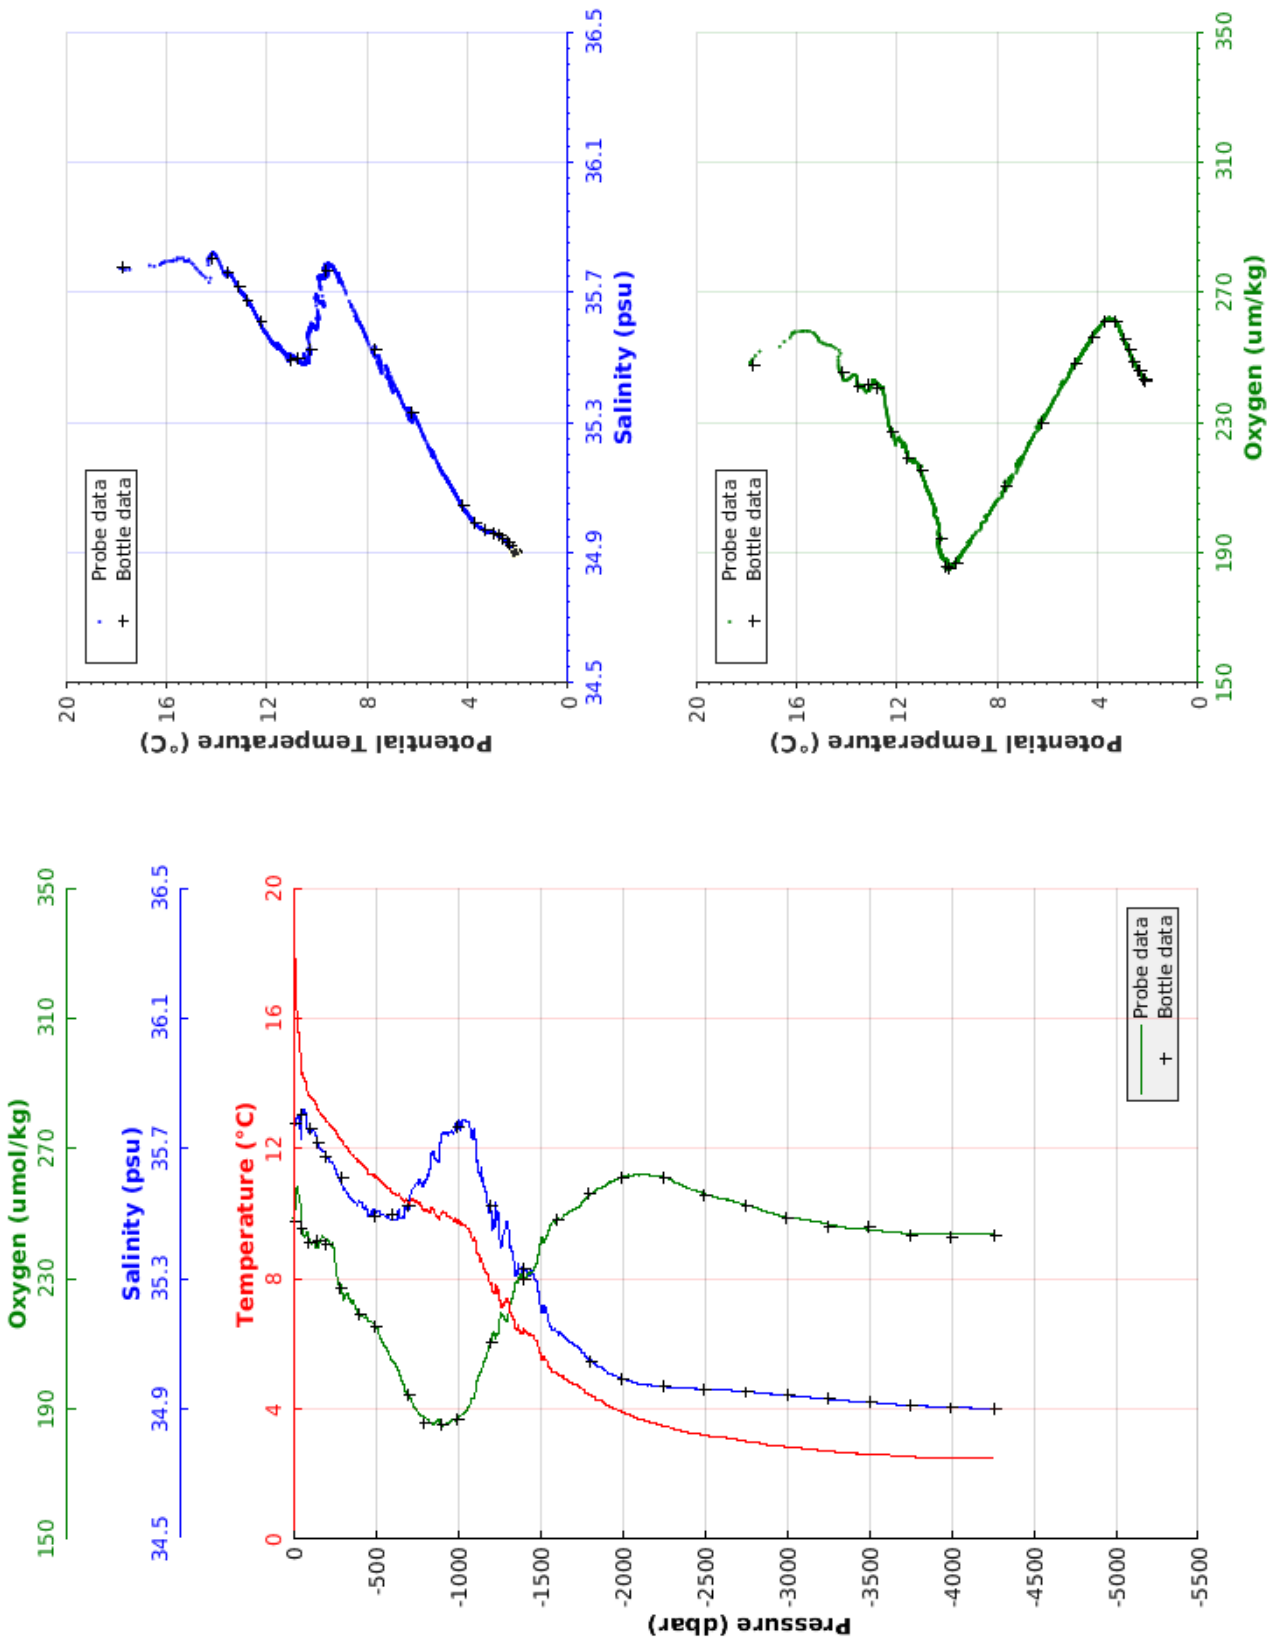 Oxygen (umol/kg)
150 190 230 270 310 350
Salinity (psu)
34.5 34.9 35.3 35.7 36.1 36.5
Temperature (°C)
0 4 8 12 16 20
0
-500
-1000
-1500
-2000
-2500
-3000
-3500
-4000
-4500
-5000
-5500
Pressure (dbar)
Probe data
Bottle data
20
16
12
8
4
0
Potential Temperature (°C)
Probe data
Bottle data
34.5 34.9 35.3 35.7 36.1 36.5
Salinity (psu)
20
16
12
8
4
0
Potential Temperature (°C)
Probe data
Bottle data
150 190 230 270 310 350
Oxygen (um/kg)